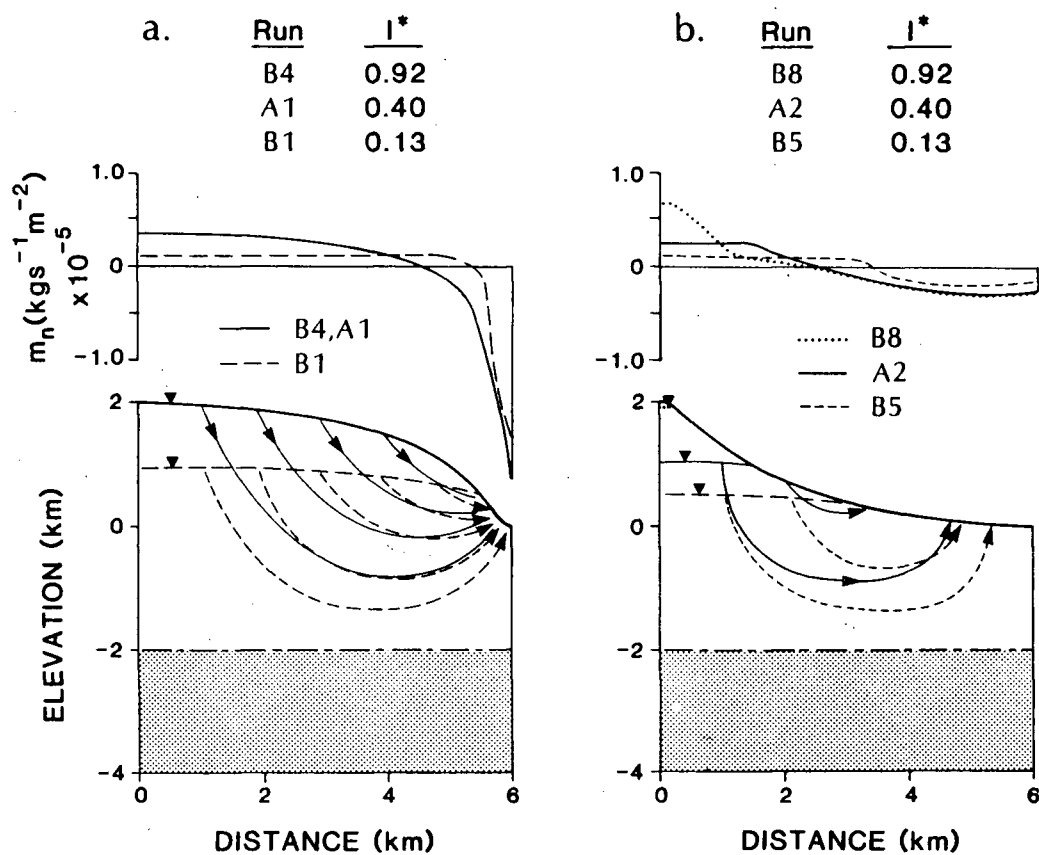 a.
Run I*
B4 0.92
A1 0.40
B1 0.13
b.
Run I*
B8 0.92
A2 0.40
B5 0.13
mₙ(kgs⁻¹m⁻²)
x10⁻⁵
1.0
0
-1.0
B4,A1
B1
ELEVATION (km)
2
0
-2
-4
0 2 4 6
DISTANCE (km)
1.0
0
-1.0
B8
A2
B5
2
0
-2
-4
0 2 4 6
DISTANCE (km)